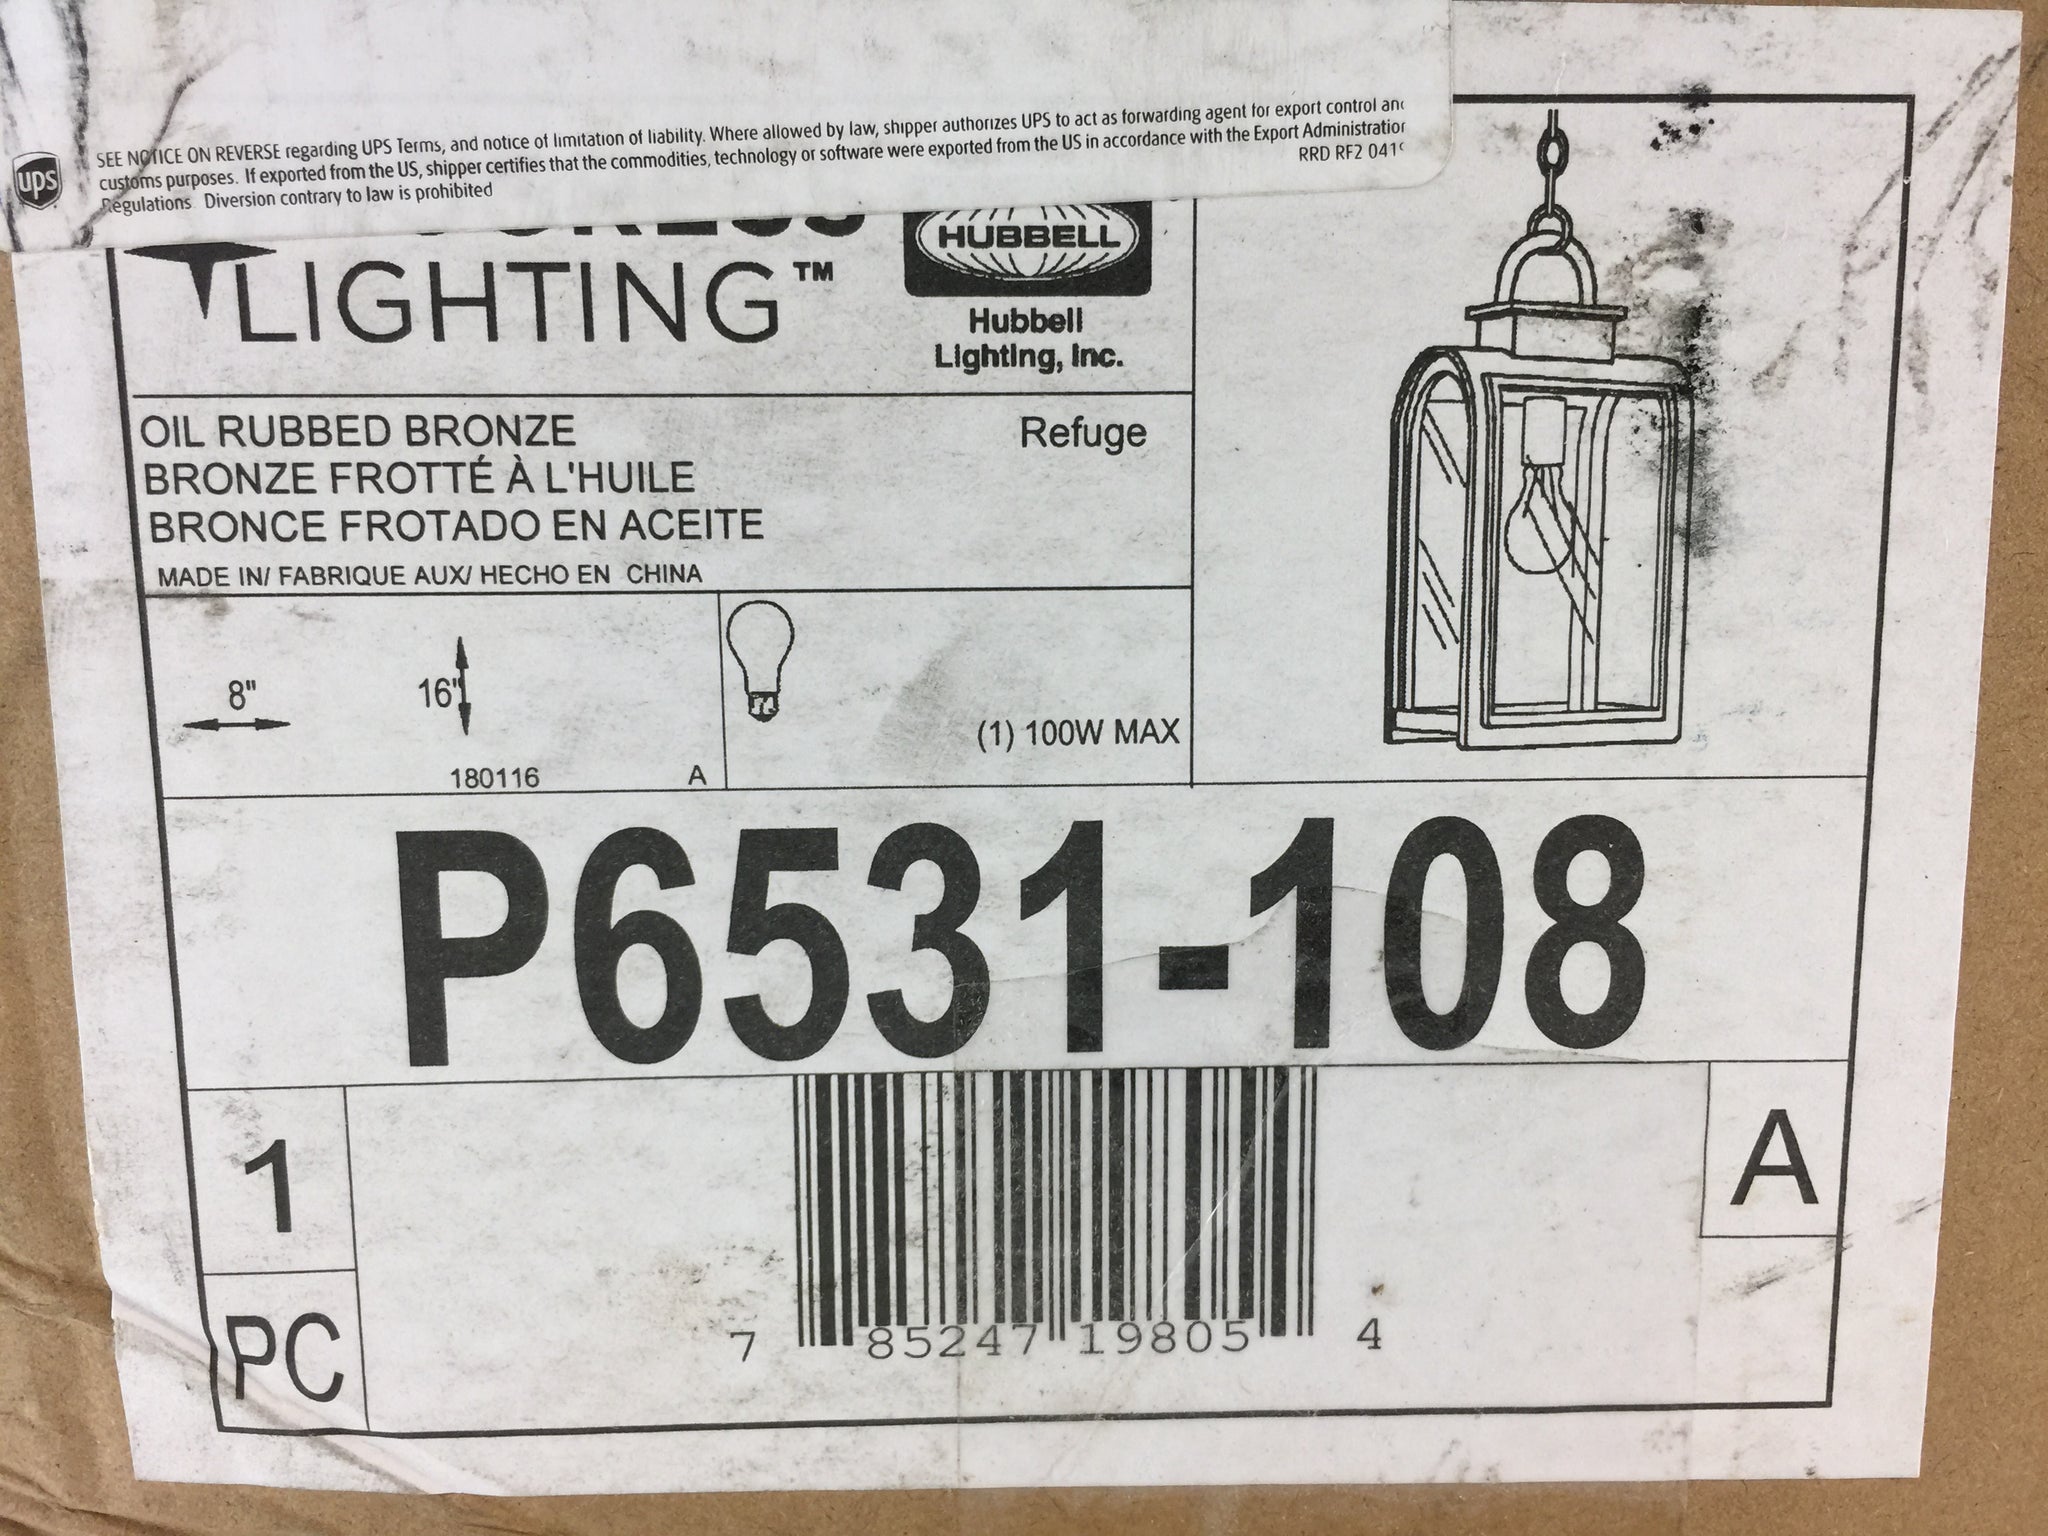 ups
SEE NOTICE ON REVERSE regarding UPS Terms, and notice of limitation of liability. Where allowed by law, shipper authorizes UPS to act as forwarding agent for export control and
customs purposes. If exported from the US, shipper certifies that the commodities, technology or software were exported from the US in accordance with the Export Administration
Regulations. Diversion contrary to law is prohibited
RRD RF2 041
LIGHTING™
HUBBELL
Hubbell
Lighting, Inc.
OIL RUBBED BRONZE
Refuge
BRONZE FROTTÉ À L'HUILE
BRONCE FROTADO EN ACEITE
MADE IN/ FABRIQUE AUX/ HECHO EN CHINA
8"
16"
(1) 100W MAX
180116
A
P6531-108
1
PC
A
7 85247 19805 4